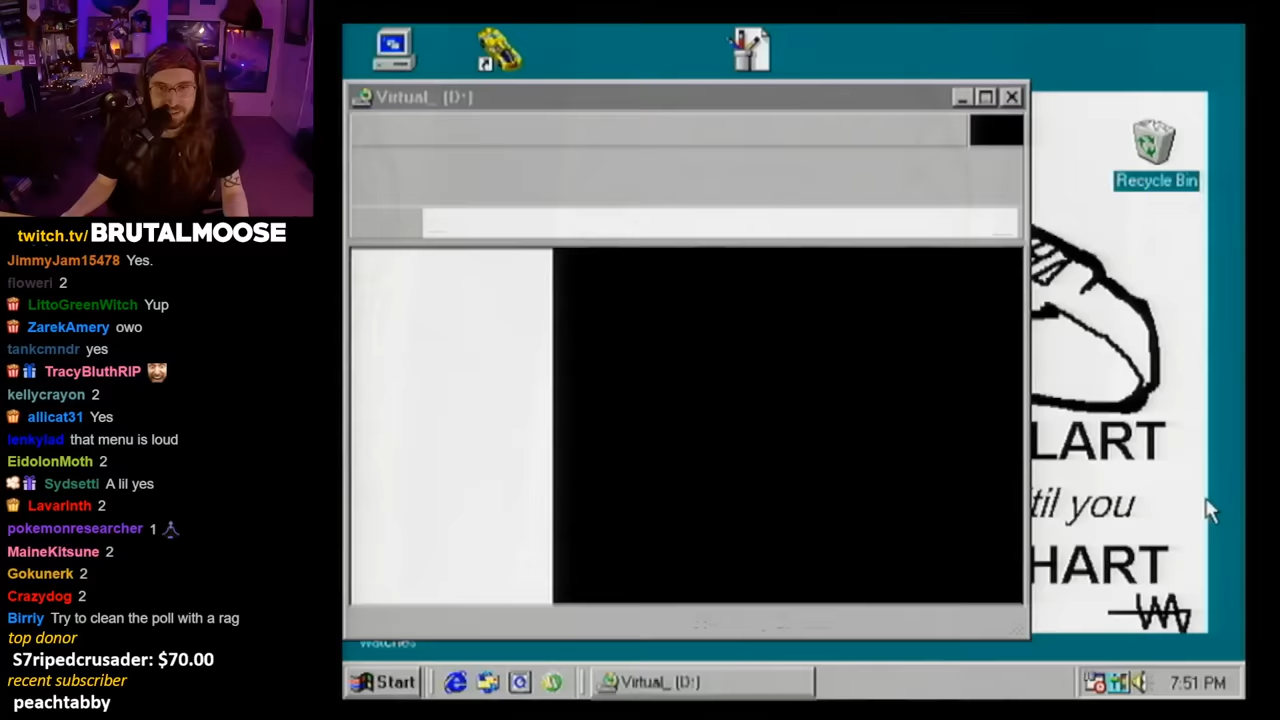 Virtual_ (D:)
Recycle Bin
twitch.tv/BRUTALMOOSE
JimmyJam15478 Yes.
floweri 2
LittoGreenWitch Yup
ZarekAmery owo
tankcmndr yes
TracyBluthRIP
kellycrayon 2
allicat31 Yes
lenkylad that menu is loud
EidolonMoth 2
Sydsetti A lil yes
Lavarinth 2
pokemonresearcher 1
MaineKitsune 2
Gokunerk 2
Crazydog 2
Birrly Try to clean the poll with a rag
top donor
S7ripedcrusader: $70.00
recent subscriber
peachtabby
LART
til you
HART
watches
Start
Virtual_ (D:)
7:51 PM